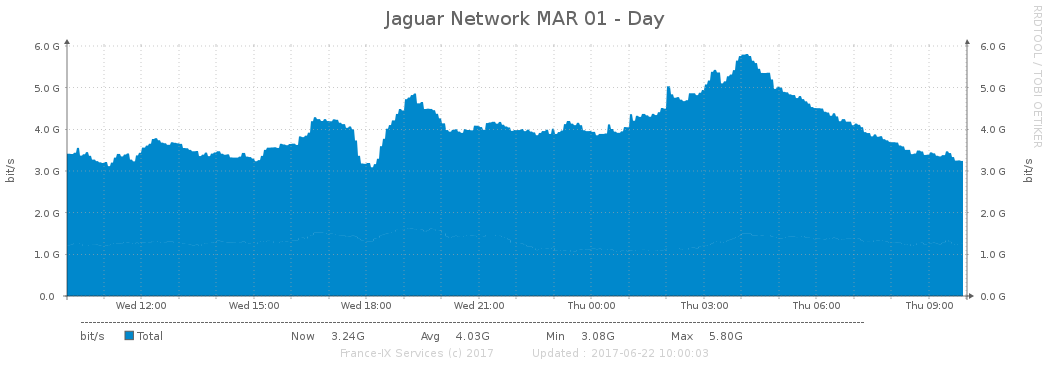 Jaguar Network MAR 01 - Day
RRDTOOL / TOBI OETIKER
6.0 G 6.0 G
5.0 G 5.0 G
4.0 G 4.0 G
3.0 G 3.0 G
2.0 G 2.0 G
1.0 G 1.0 G
0.0 0.0 G
bit/s bit/s
Wed 12:00 Wed 15:00 Wed 18:00 Wed 21:00 Thu 00:00 Thu 03:00 Thu 06:00 Thu 09:00
bit/s Total Now 3.24G Avg 4.03G Min 3.08G Max 5.80G
France-IX Services (c) 2017 Updated : 2017-06-22 10:00:03